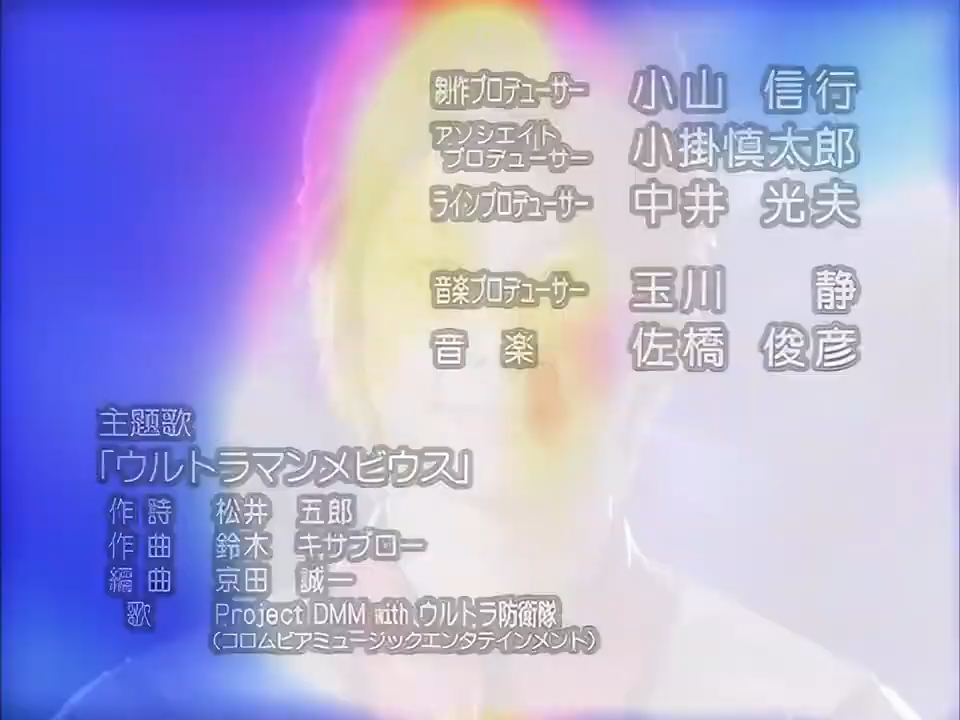 制作プロデューサー 小山 信行
アソシエイト
プロデューサー 小掛慎太郎
ラインプロデューサー 中井 光夫
音楽プロデューサー 玉川 静
音 楽 佐橋 俊彦
主題歌
「ウルトラマンメビウス」
作 詩 松井 五郎
作 曲 鈴木 キサブロー
編 曲 京田 誠一
歌 Project DMM with ウルトラ防衛隊
(コロムビアミュージックエンタテインメント)